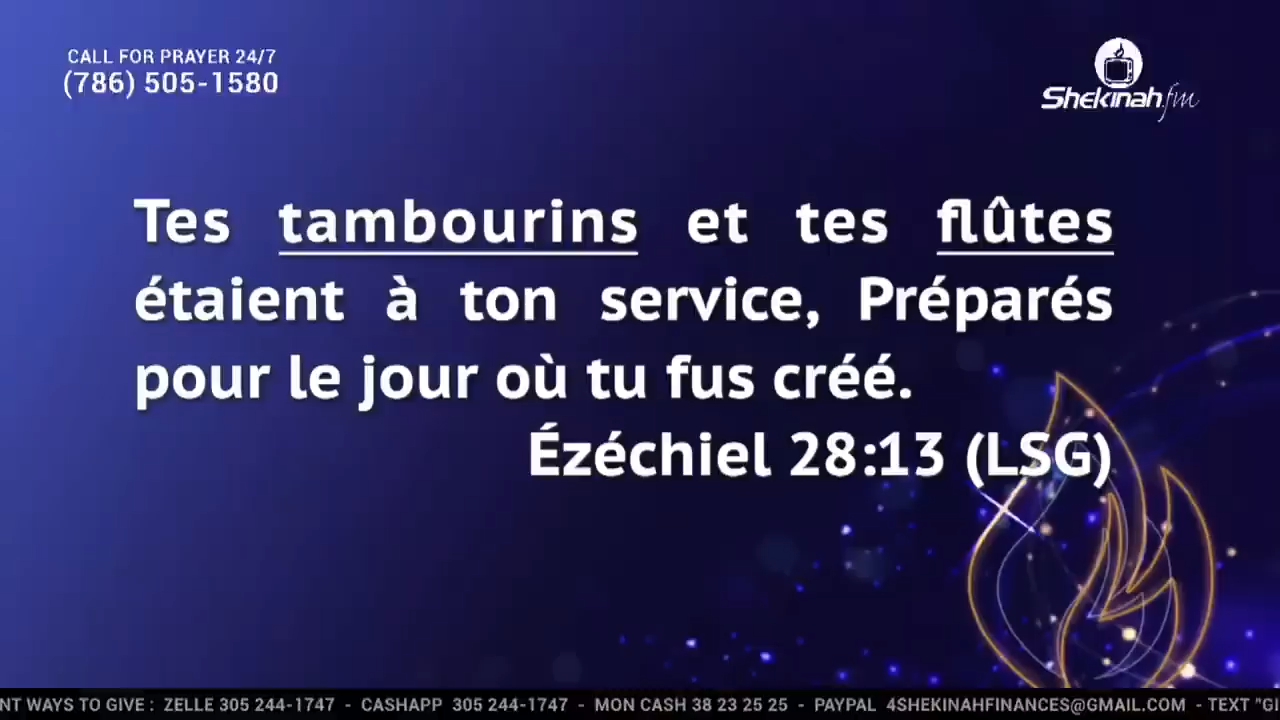 CALL FOR PRAYER 24/7
(786) 505-1580
Shekinah.fm
Tes tambourins et tes flûtes
étaient à ton service, Préparés
pour le jour où tu fus créé.
Ézéchiel 28:13 (LSG)
NT WAYS TO GIVE : ZELLE 305 244-1747 - CASHAPP 305 244-1747 - MON CASH 38 23 25 25 - PAYPAL 4SHEKINAHFINANCES@GMAIL.COM - TEXT "GI